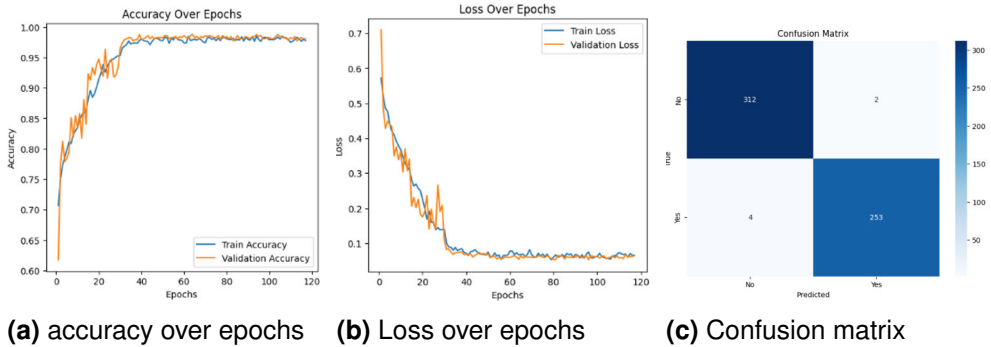 Accuracy Over Epochs
1.00
0.95
0.90
0.85
0.80
0.75
0.70
0.65
0.60
Accuracy
Train Accuracy
Validation Accuracy
0 20 40 60 80 100 120
Epochs
(a) accuracy over epochs
Loss Over Epochs
Train Loss
Validation Loss
0.7
0.6
0.5
0.4
0.3
0.2
0.1
Loss
0 20 40 60 80 100 120
Epochs
(b) Loss over epochs
Confusion Matrix
No
312 2
True
Yes
4 253
No Yes
Predicted
300
250
200
150
100
50
(c) Confusion matrix